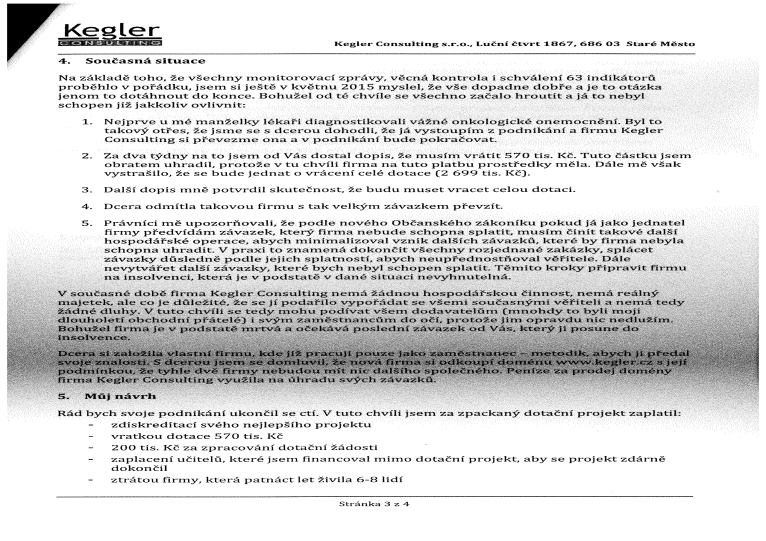 Kegler
CONSULTING
Kegler Consulting s.r.o., Luční čtvrt 1867, 686 03 Staré Město
4. Současná situace
Na základě toho, že všechny monitorovací zprávy, věcná kontrola i schválení 63 indikátorů
proběhlo v pořádku, jsem si ještě v květnu 2015 myslel, že vše dopadne dobře a je to otázka
jenom to dotáhnout do konce. Bohužel od té chvíle se všechno začalo hroutit a já to nebyl
schopen již jakkoliv ovlivnit:
1. Nejprve u mé manželky lékaři diagnostikovali vážné onkologické onemocnění. Byl to
takový otřes, že jsme se s dcerou dohodli, že já vystoupím z podnikání a firmu Kegler
Consulting si převezme ona a v podnikání bude pokračovat.
2. Za dva týdny na to jsem od Vás dostal dopis, že musím vrátit 570 tis. Kč. Tuto částku jsem
obratem uhradil, protože v tu chvíli firma na tuto platbu prostředky měla. Dále mě však
vystrašilo, že se bude jednat o vrácení celé dotace (2 699 tis. Kč).
3. Další dopis mně potvrdil skutečnost, že budu muset vracet celou dotaci.
4. Dcera odmítla takovou firmu s tak velkým závazkem převzít.
5. Právníci mě upozorňovali, že podle nového Občanského zákoníku pokud já jako jednatel
firmy předvídám závazek, který firma nebude schopna splatit, musím činit takové další
hospodářské operace, abych minimalizoval vznik dalších závazků, které by firma nebyla
schopna uhradit. V praxi to znamená dokončit všechny rozjednané zakázky, splácet
závazky důsledně podle jejich splatností, abych neupřednostňoval věřitele. Dále
nevytvářet další závazky, které bych nebyl schopen splatit. Těmito kroky připravit firmu
na insolvenci, která je v podstatě v dané situaci nevyhnutelná.
V současné době firma Kegler Consulting nemá žádnou hospodářskou činnost, nemá reálný
majetek, ale co je důležité, že se jí podařilo vypořádat se všemi současnými věřiteli a nemá tedy
žádné dluhy. V tuto chvíli se tedy mohu podívat všem dodavatelům (mnohdy to byli moji
dlouholetí obchodní přátelé) i svým zaměstnancům do očí, protože jim opravdu nic nedlužím.
Bohužel firma je v podstatě mrtvá a očekává poslední závazek od Vás, který ji posune do
insolvence.
Dcera si založila vlastní firmu, kde již pracuji pouze jako zaměstnanec – metodik, abych jí předal
svoje znalosti. S dcerou jsem se domluvil, že nová firma si odkoupí doménu www.kegler.cz s její
podmínkou, že tyhle dvě firmy nebudou mít nic dalšího společného. Peníze za prodej domény
firma Kegler Consulting využila na úhradu svých závazků.
5. Můj návrh
Rád bych svoje podnikání ukončil se ctí. V tuto chvíli jsem za zpackaný dotační projekt zaplatil:
- zdiskreditací svého nejlepšího projektu
- vratkou dotace 570 tis. Kč
- 200 tis. Kč za zpracování dotační žádosti
- zaplacení učitelů, které jsem financoval mimo dotační projekt, aby se projekt zdárně
dokončil
- ztrátou firmy, která patnáct let živila 6-8 lidí
Stránka 3 z 4